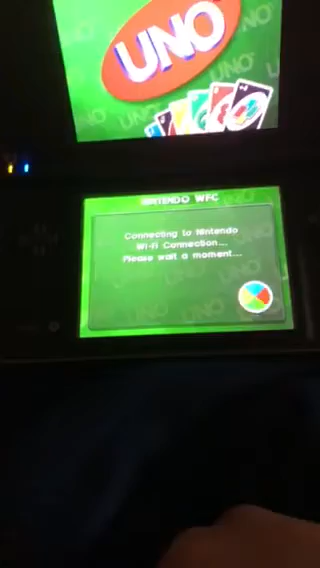 UNO
NINTENDO WFC
Connecting to Nintendo
Wi-Fi Connection...
Please wait a moment...